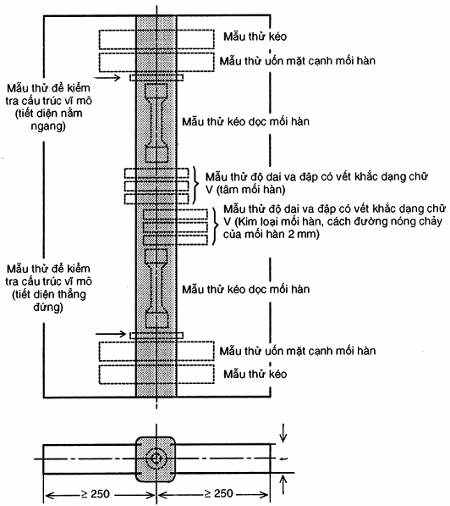 Mẫu thử kéo
Mẫu thử uốn mặt cạnh mối hàn
Mẫu thử để kiểm
tra cấu trúc vĩ mô
(tiết diện nằm
ngang)
Mẫu thử kéo dọc mối hàn
Mẫu thử độ dai va đập có vết khắc dạng chữ
V (tâm mối hàn)
Mẫu thử độ dai va đập có vết khắc dạng chữ
V (Kim loại mối hàn, cách đường nóng chảy
của mối hàn 2 mm)
Mẫu thử để kiểm
tra cấu trúc vĩ mô
(tiết diện thẳng
đứng)
Mẫu thử kéo dọc mối hàn
Mẫu thử uốn mặt cạnh mối hàn
Mẫu thử kéo
t
≥ 250
≥ 250